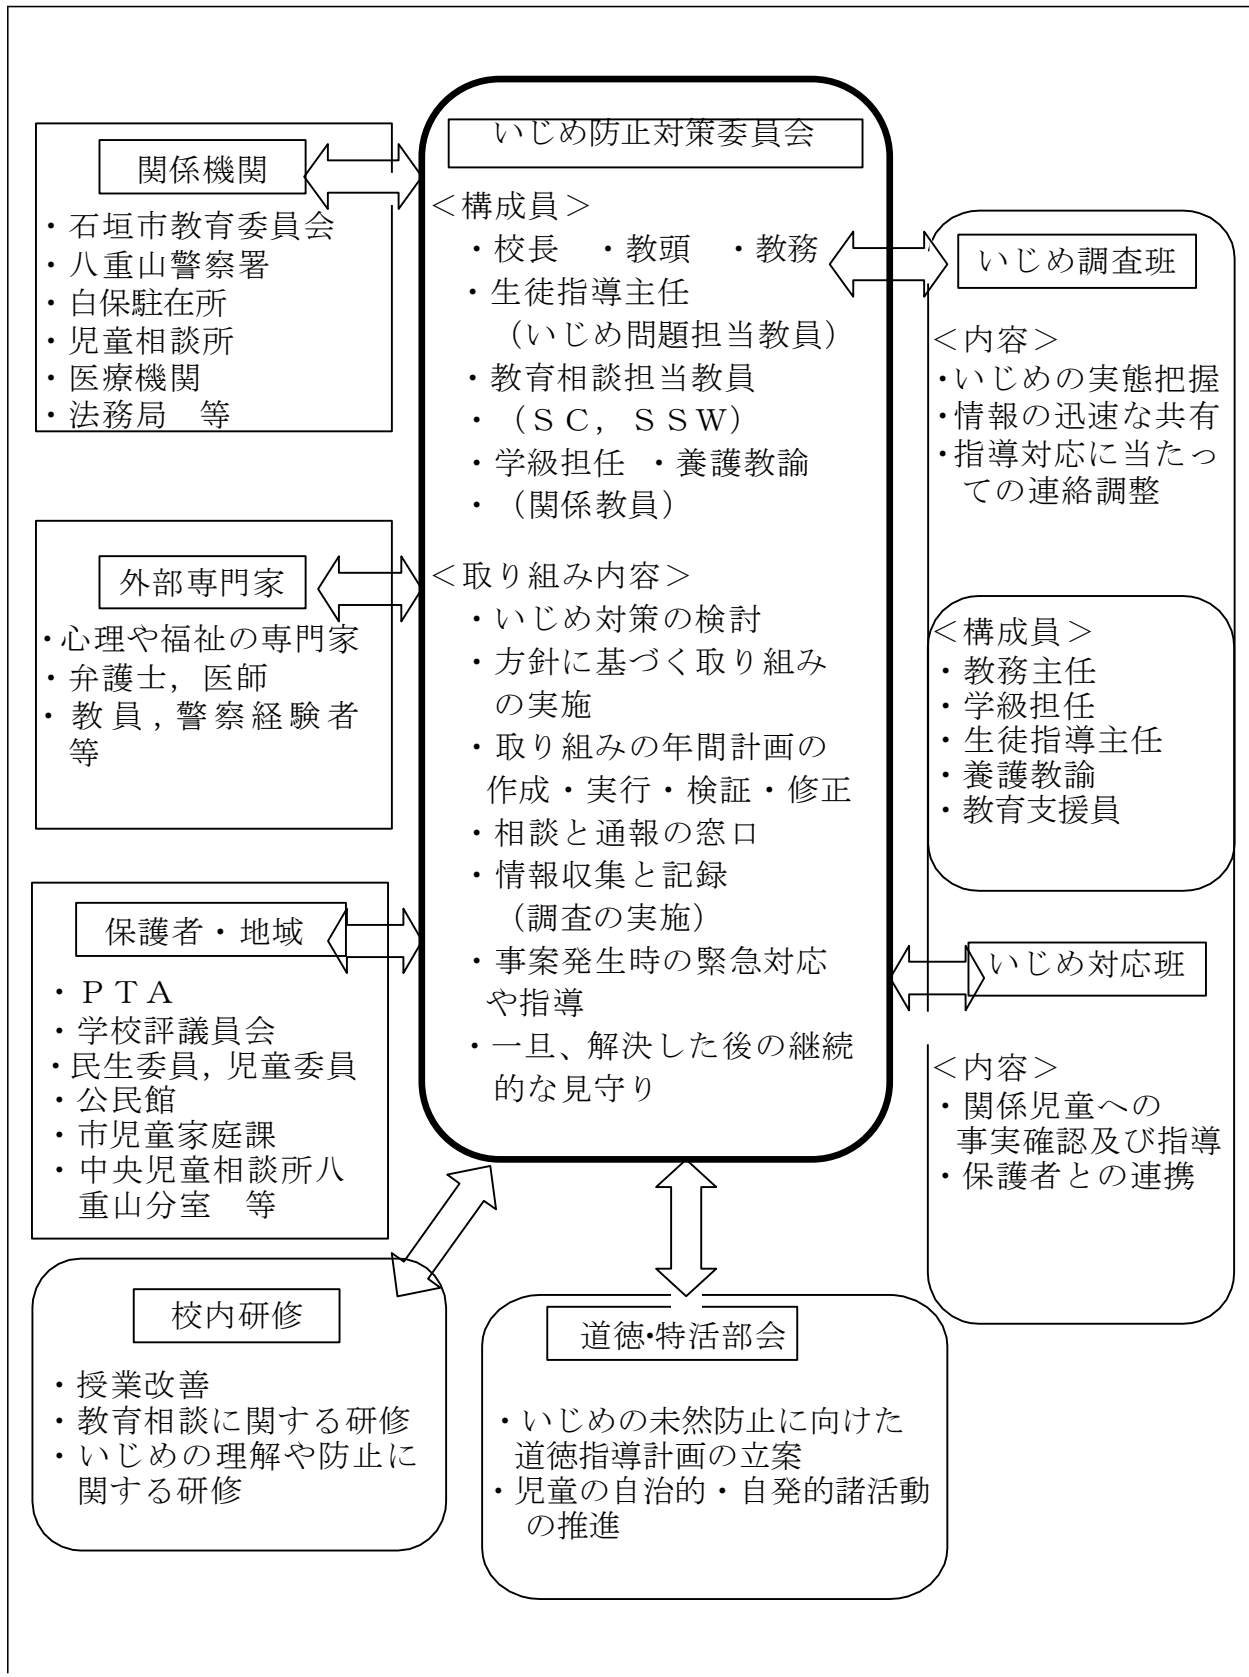 いじめ防止対策委員会
＜構成員＞
・校長　・教頭　・教務
・生徒指導主任
（いじめ問題担当教員）
・教育相談担当教員
・（ＳＣ，ＳＳＷ）
・学級担任　・養護教諭
・（関係教員）
＜取り組み内容＞
・いじめ対策の検討
・方針に基づく取り組み
の実施
・取り組みの年間計画の
作成・実行・検証・修正
・相談と通報の窓口
・情報収集と記録
（調査の実施）
・事案発生時の緊急対応
や指導
・一旦、解決した後の継続
的な見守り
関係機関
・石垣市教育委員会
・八重山警察署
・白保駐在所
・児童相談所
・医療機関
・法務局　等
外部専門家
・心理や福祉の専門家
・弁護士，医師
・教員，警察経験者
等
保護者・地域
・ＰＴＡ
・学校評議員会
・民生委員，児童委員
・公民館
・市児童家庭課
・中央児童相談所八
重山分室　等
いじめ調査班
＜内容＞
・いじめの実態把握
・情報の迅速な共有
・指導対応に当たっ
ての連絡調整
＜構成員＞
・教務主任
・学級担任
・生徒指導主任
・養護教諭
・教育支援員
いじめ対応班
＜内容＞
・関係児童への
事実確認及び指導
・保護者との連携
校内研修
・授業改善
・教育相談に関する研修
・いじめの理解や防止に
関する研修
道徳・特活部会
・いじめの未然防止に向けた
道徳指導計画の立案
・児童の自治的・自発的諸活動
の推進